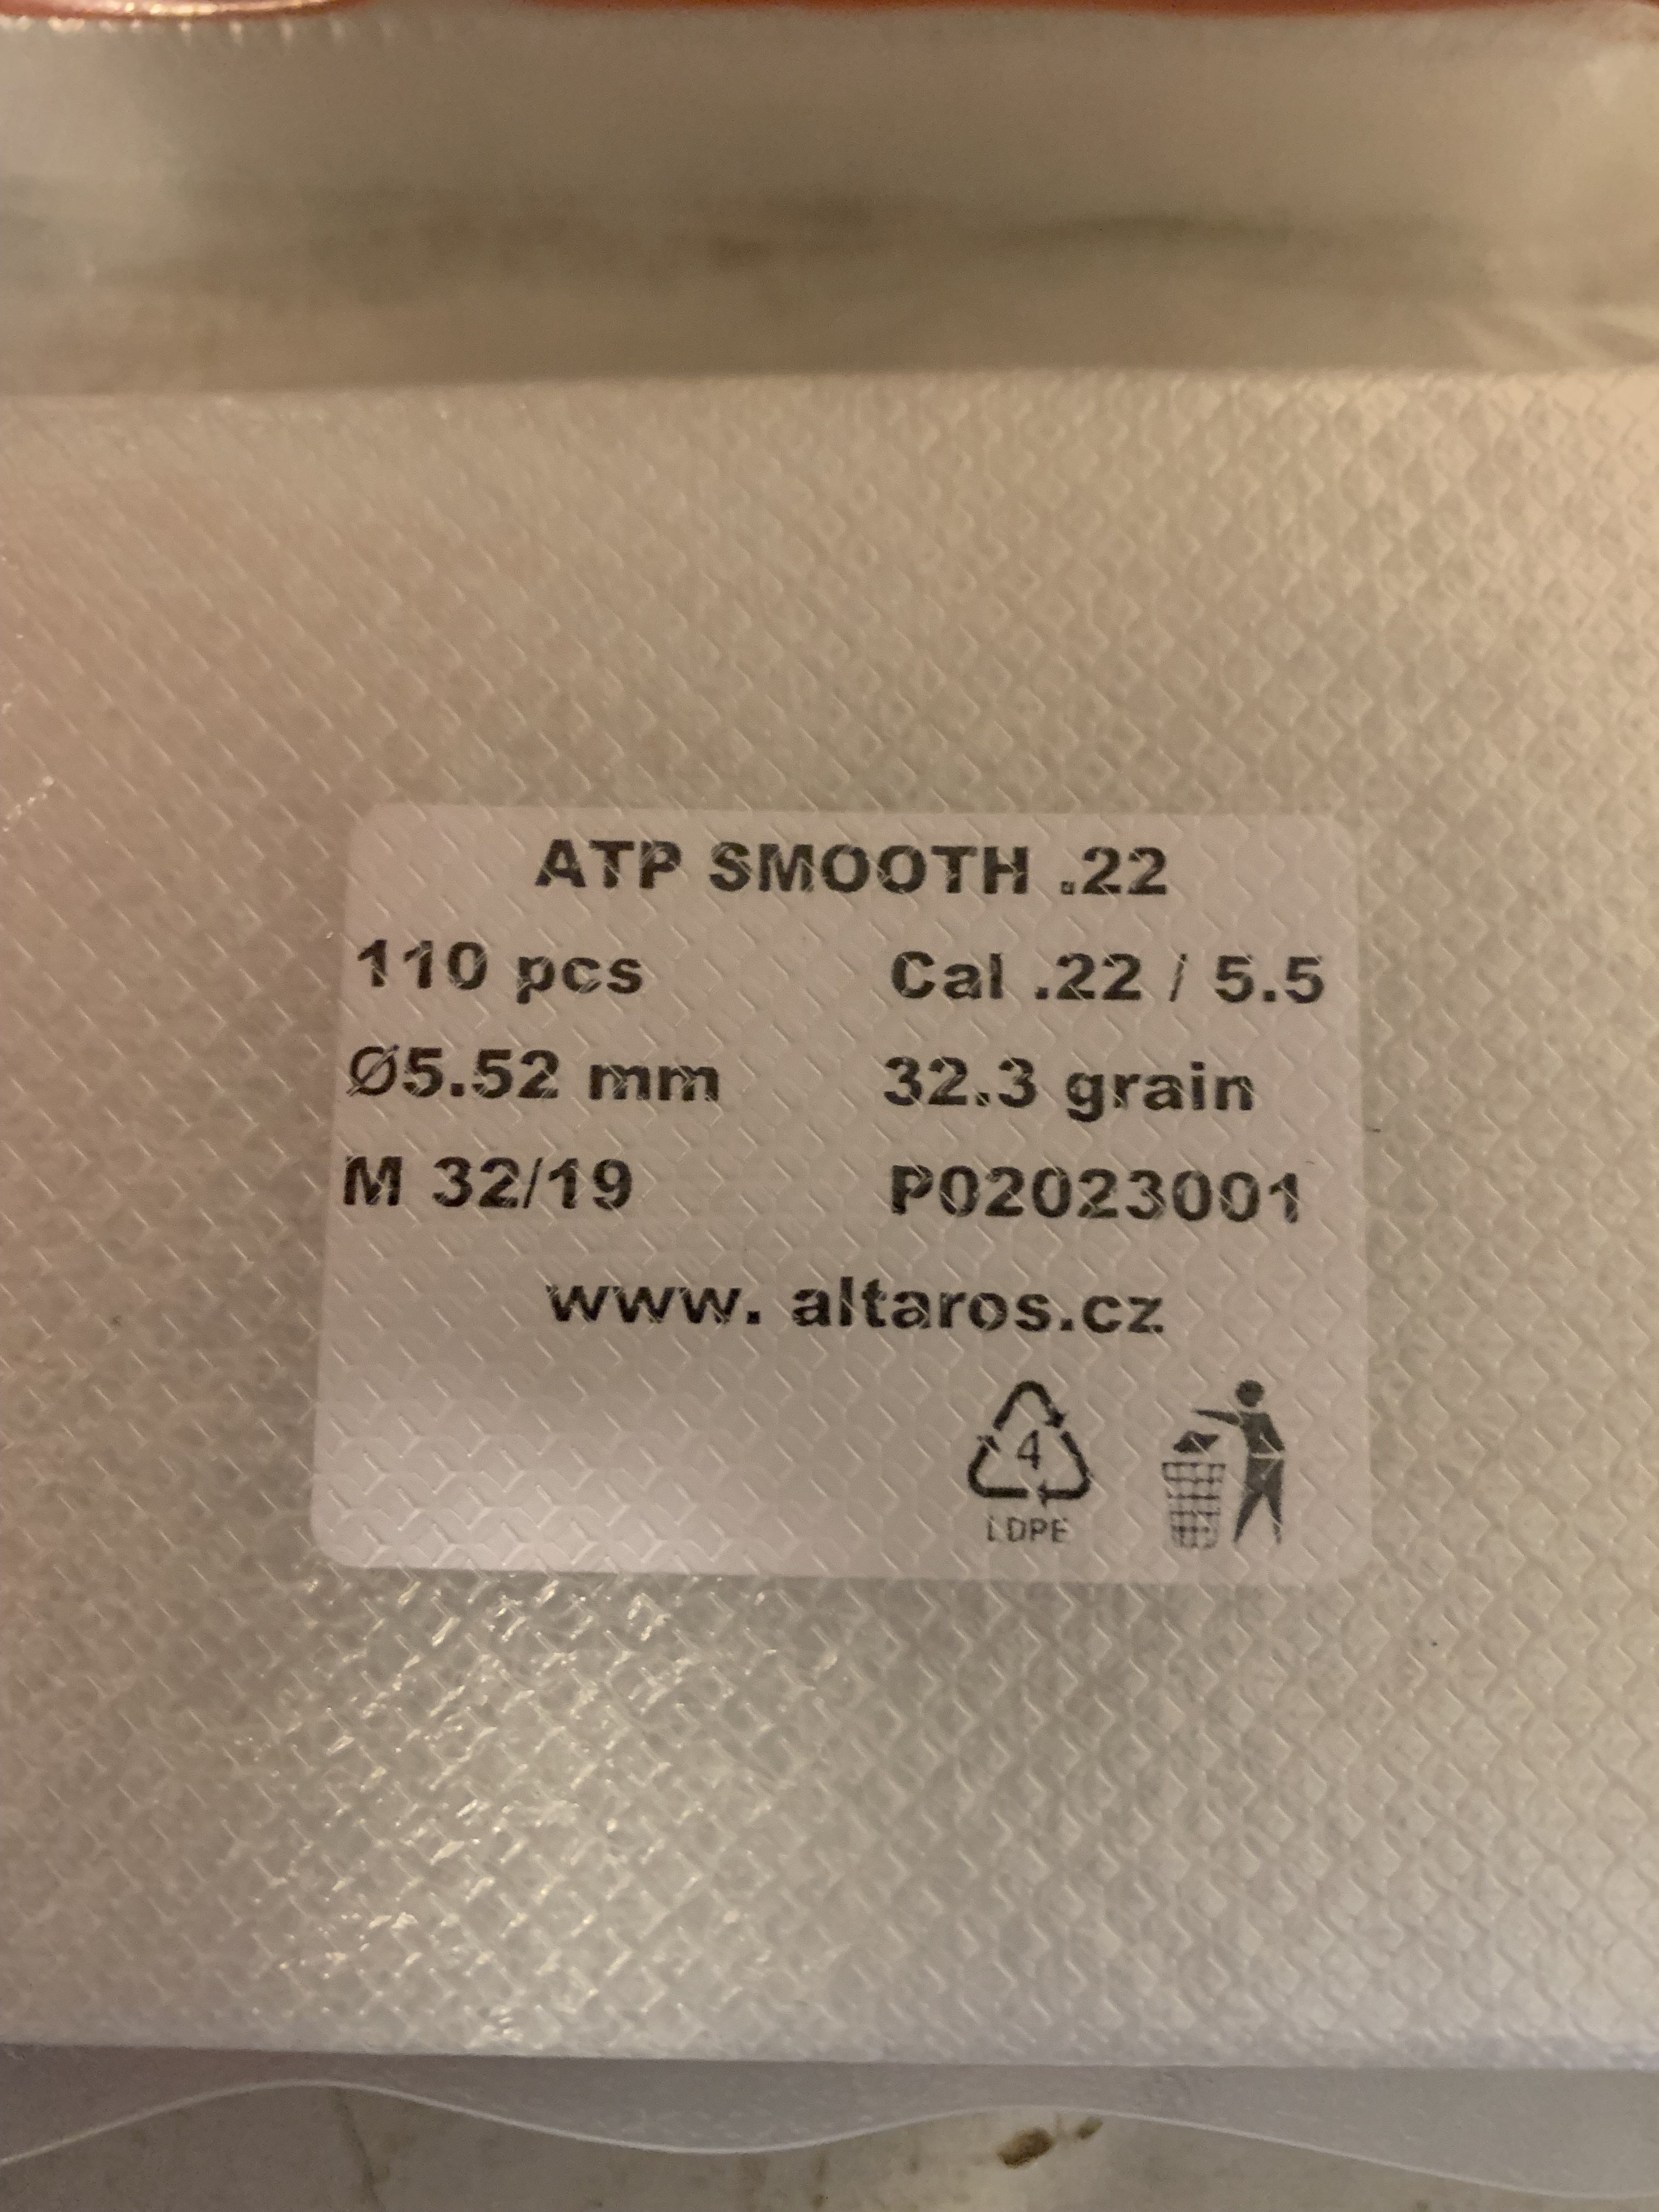 ATP SMOOTH .22
110 pcs Cal .22 / 5.5
Ø5.52 mm 32.3 grain
M 32/19 P02023001
www. altaros.cz
4
LDPE